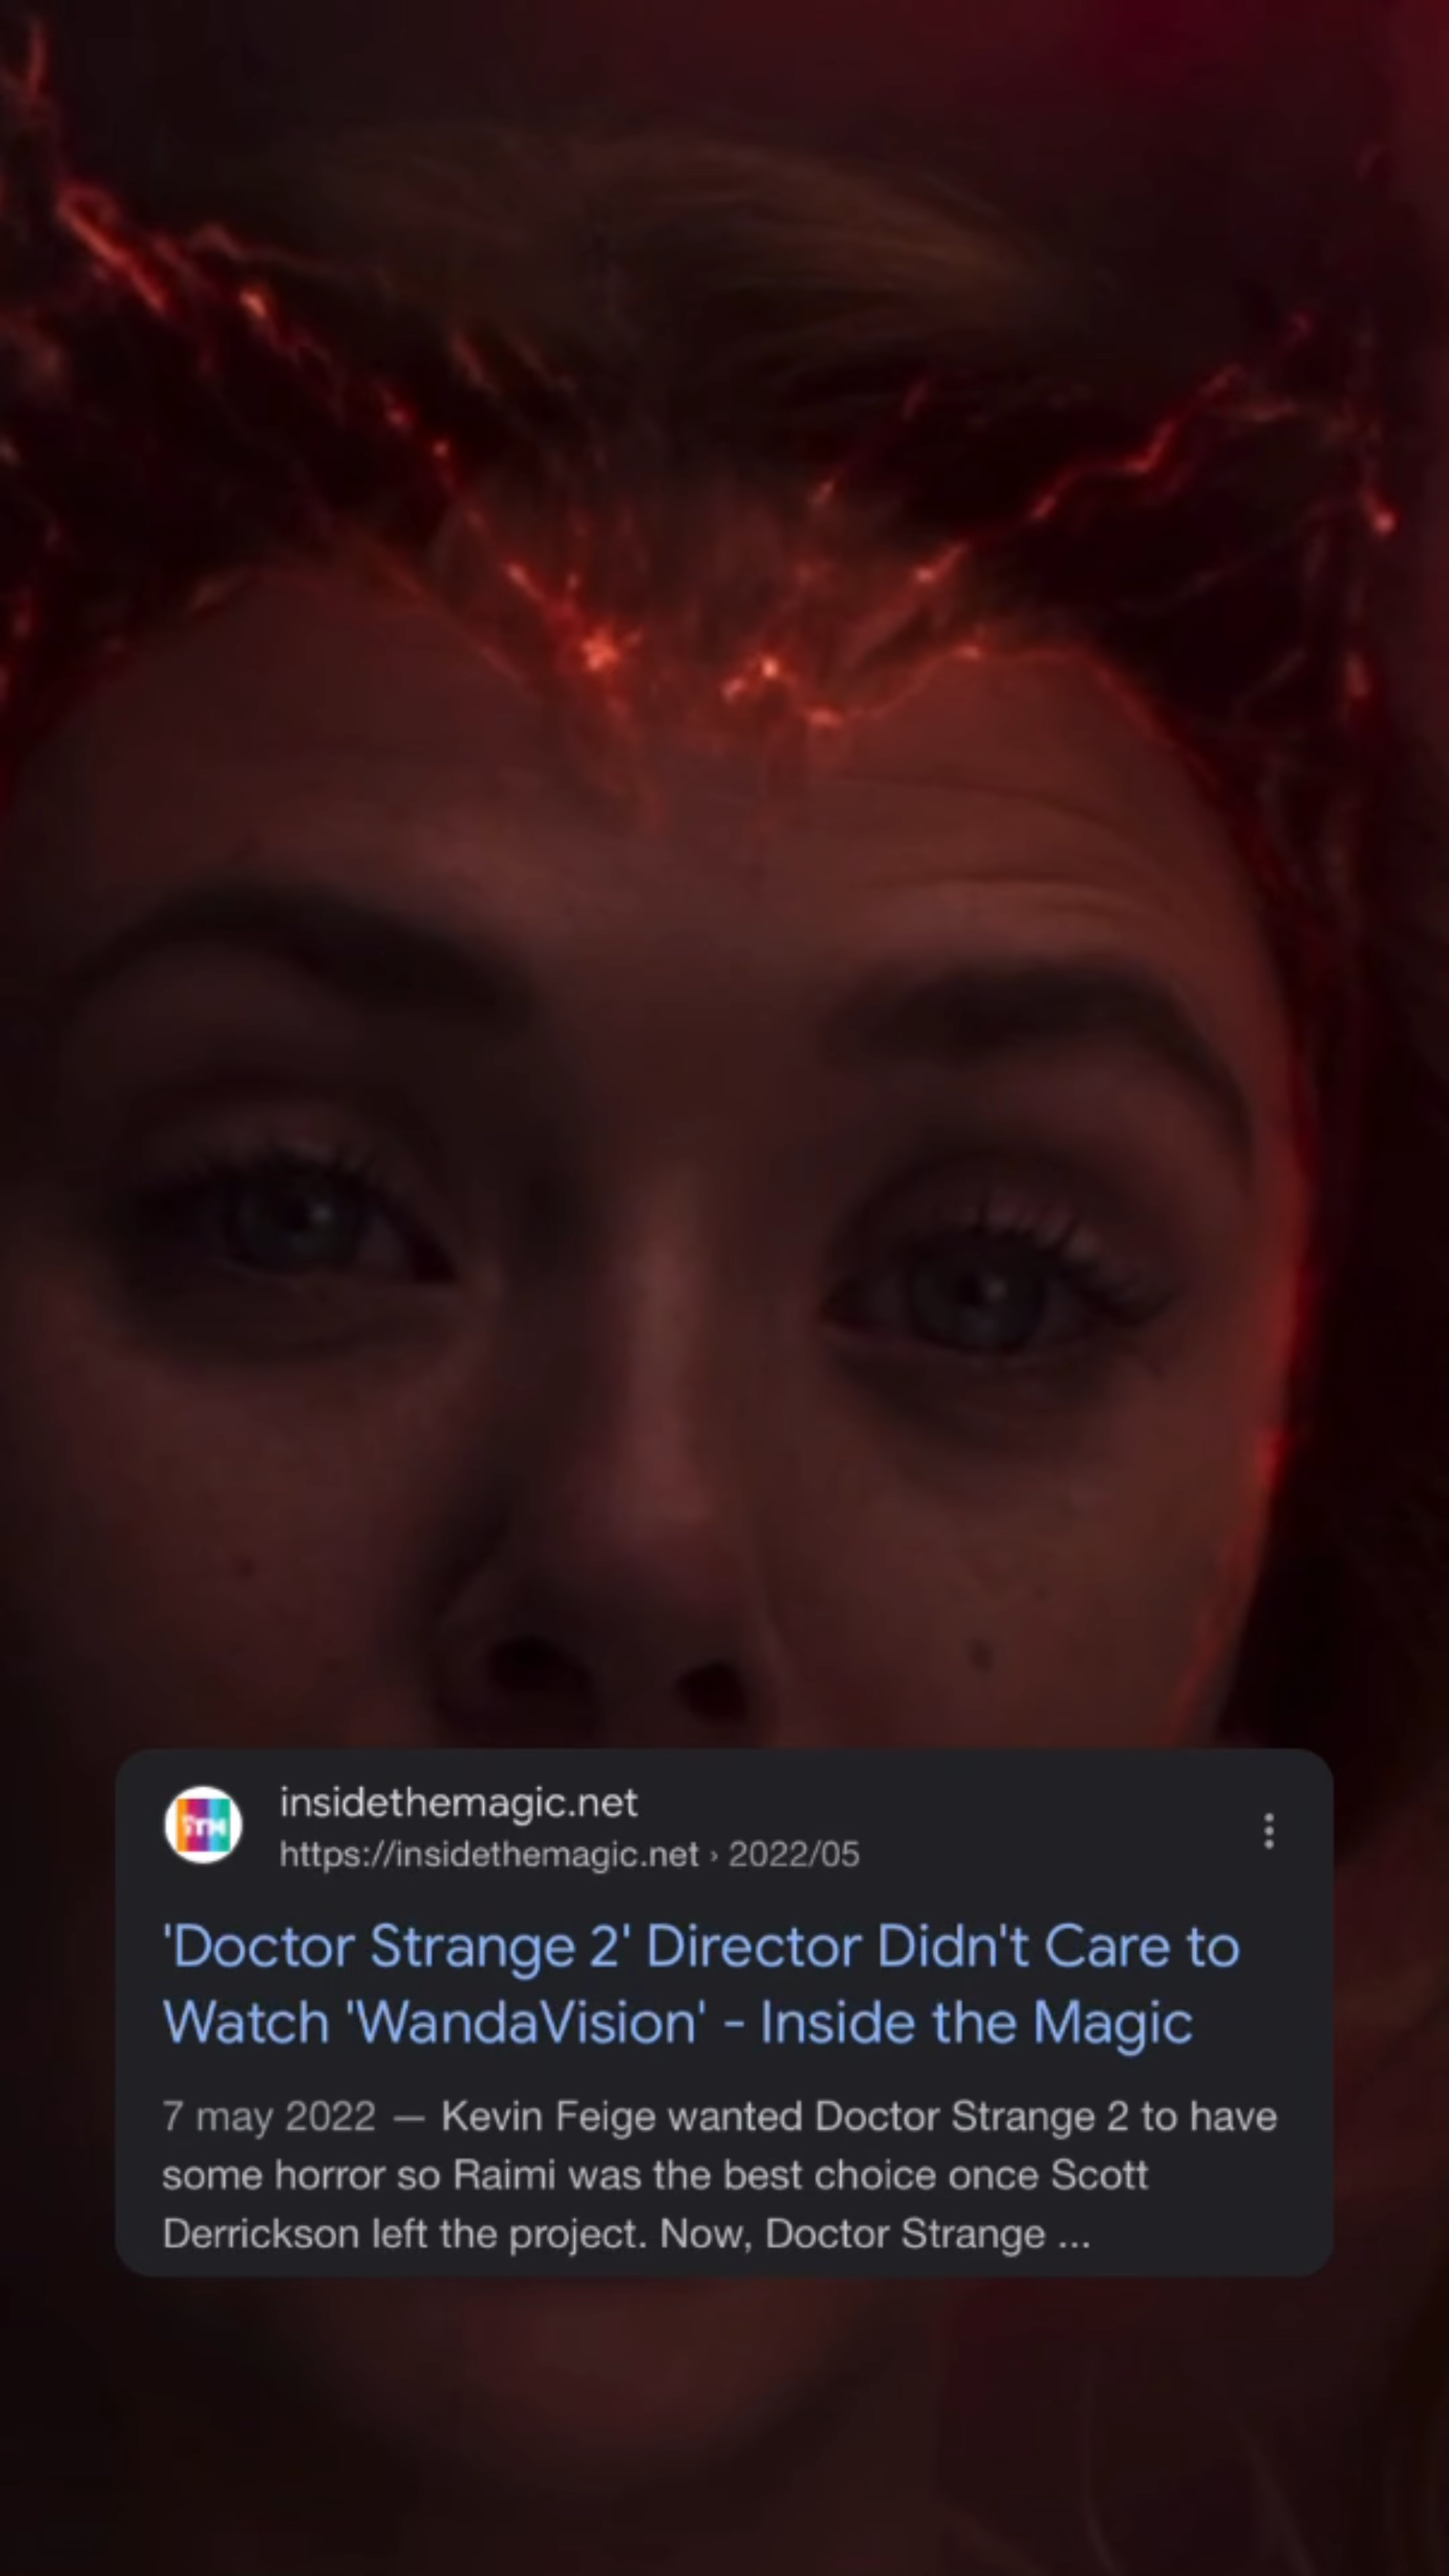 iTM
insidethemagic.net
https://insidethemagic.net › 2022/05
'Doctor Strange 2' Director Didn't Care to
Watch 'WandaVision' - Inside the Magic
7 may 2022 — Kevin Feige wanted Doctor Strange 2 to have
some horror so Raimi was the best choice once Scott
Derrickson left the project. Now, Doctor Strange ...